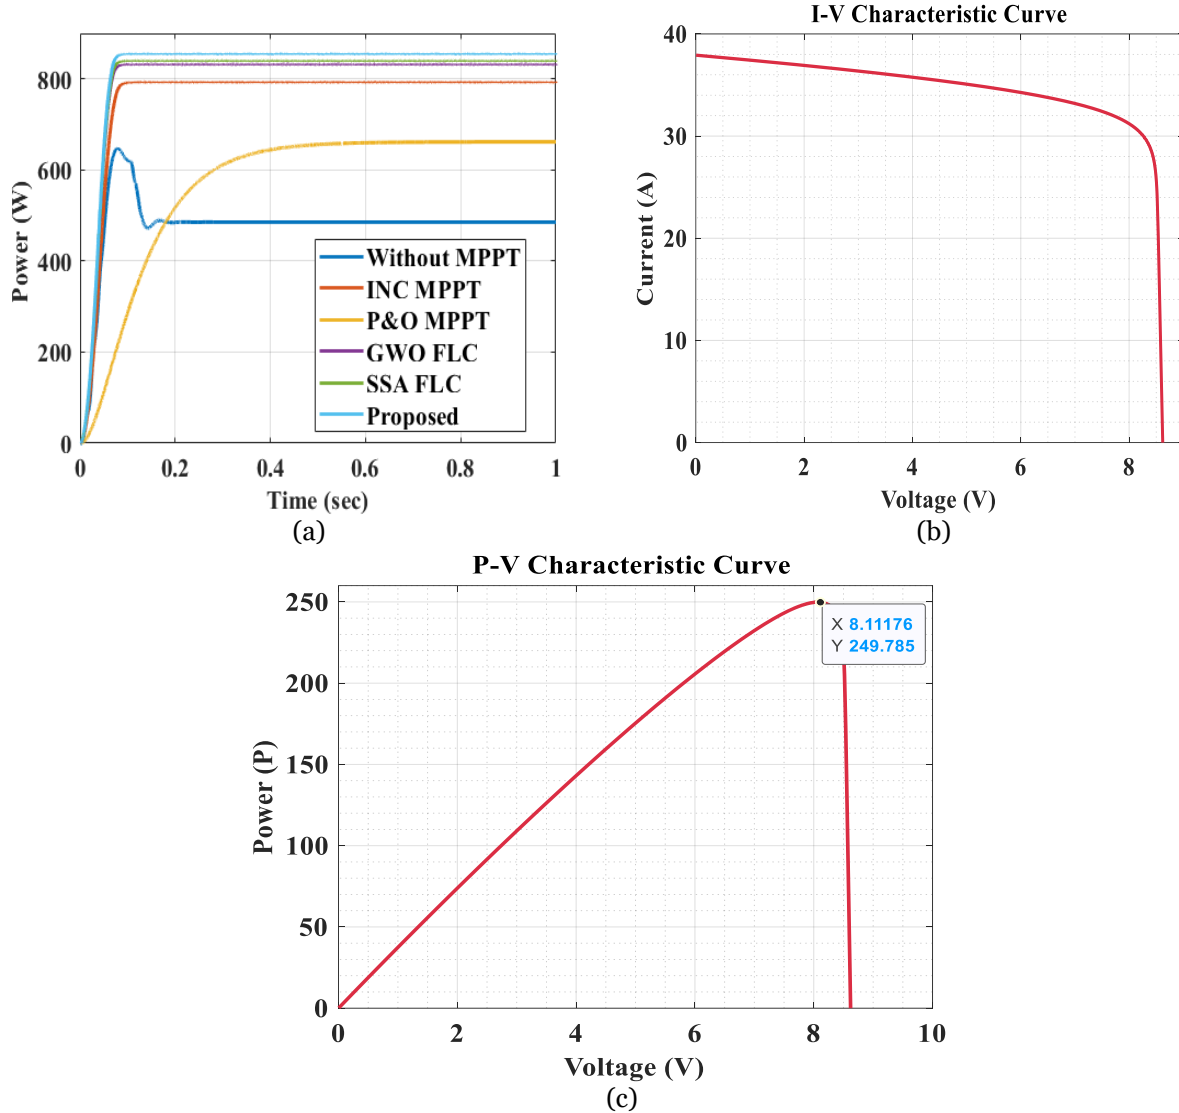 800
600
400
200
0
Power (W)
Without MPPT
INC MPPT
P&O MPPT
GWO FLC
SSA FLC
Proposed
0 0.2 0.4 0.6 0.8 1
Time (sec)
(a)
I-V Characteristic Curve
40
30
20
10
0
Current (A)
0 2 4 6 8
Voltage (V)
(b)
P-V Characteristic Curve
250
200
150
100
50
0
Power (P)
X 8.11176
Y 249.785
0 2 4 6 8 10
Voltage (V)
(c)